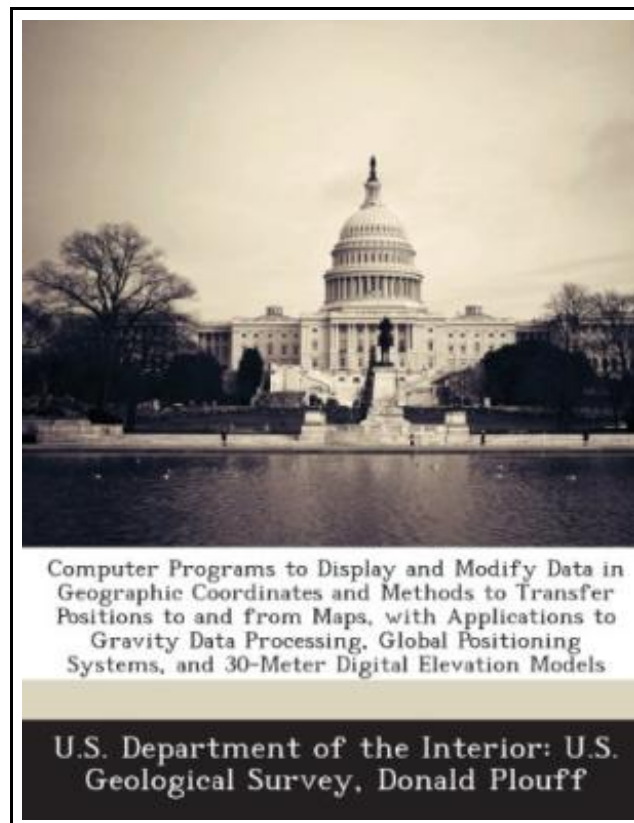 Computer Programs to Display and Modify Data in
Geographic Coordinates and Methods to Transfer
Positions to and from Maps, with Applications to
Gravity Data Processing, Global Positioning
Systems, and 30-Meter Digital Elevation Models
U.S. Department of the Interior: U.S.
Geological Survey, Donald Plouff